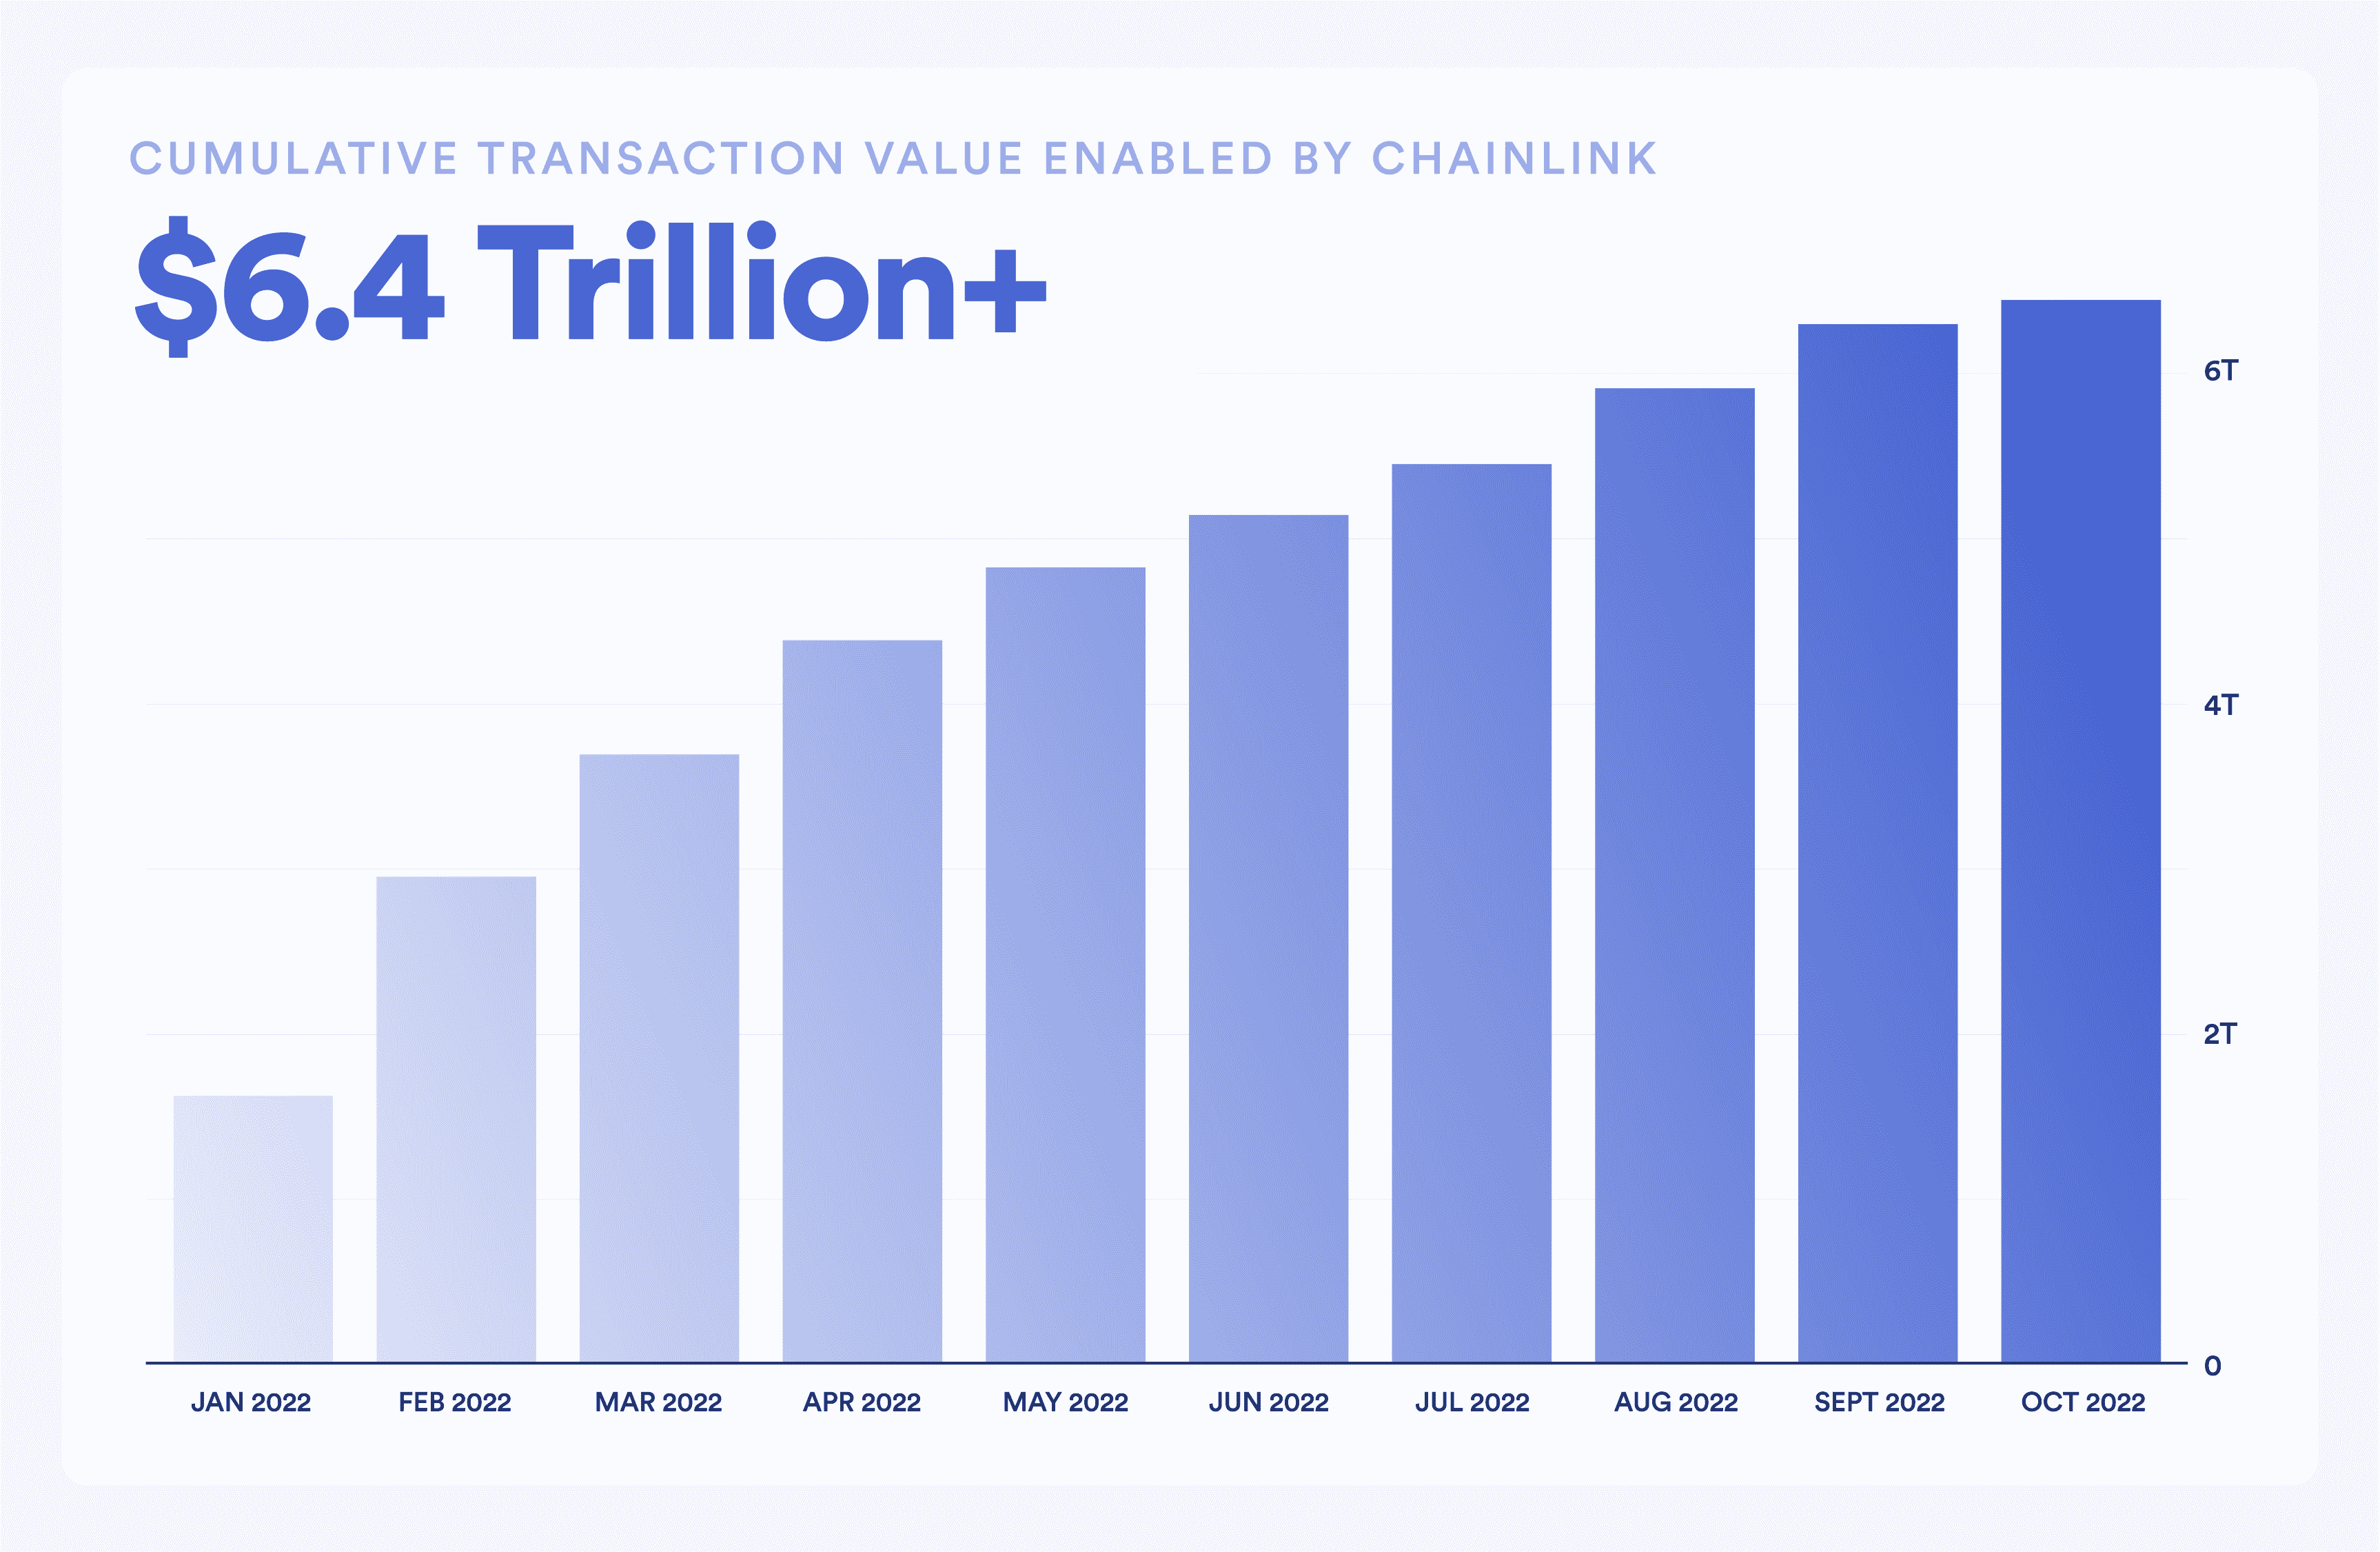 CUMULATIVE TRANSACTION VALUE ENABLED BY CHAINLINK
$6.4 Trillion+
6T
4T
2T
0
JAN 2022 FEB 2022 MAR 2022 APR 2022 MAY 2022 JUN 2022 JUL 2022 AUG 2022 SEPT 2022 OCT 2022